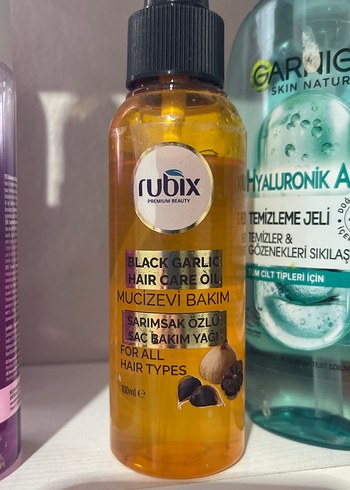 rubix
PREMIUM BEAUTY
BLACK GARLIC
HAIR CARE OIL
MUCİZEVİ BAKIM
SARIMSAK ÖZLÜ
SAÇ BAKIM YAĞI
FOR ALL
HAIR TYPES
100ml e
GARNIE
SKIN NATUR
HYALURONİK A
TEMİZLEME JELİ
TEMİZLER &
GÖZENEKLERİ SIKILAŞ
TÜM CİLT TİPLERİ İÇİN